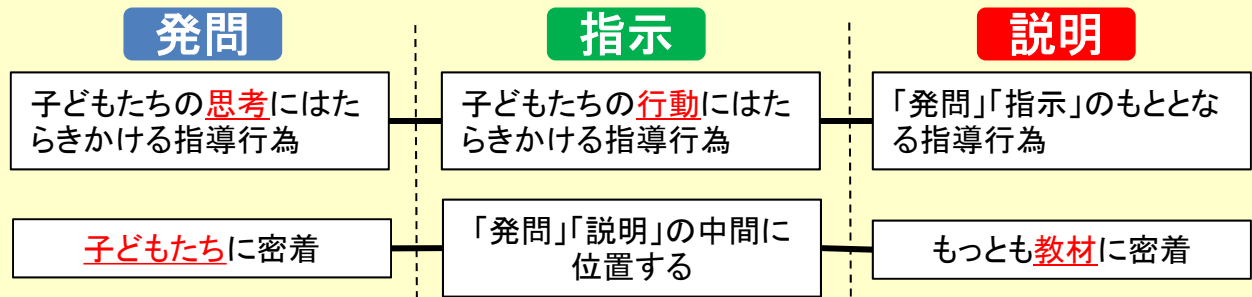 発問
指示
説明
子どもたちの思考にはた
らきかける指導行為
子どもたちの行動にはた
らきかける指導行為
「発問」「指示」のもととな
る指導行為
子どもたちに密着
「発問」「説明」の中間に
位置する
もっとも教材に密着